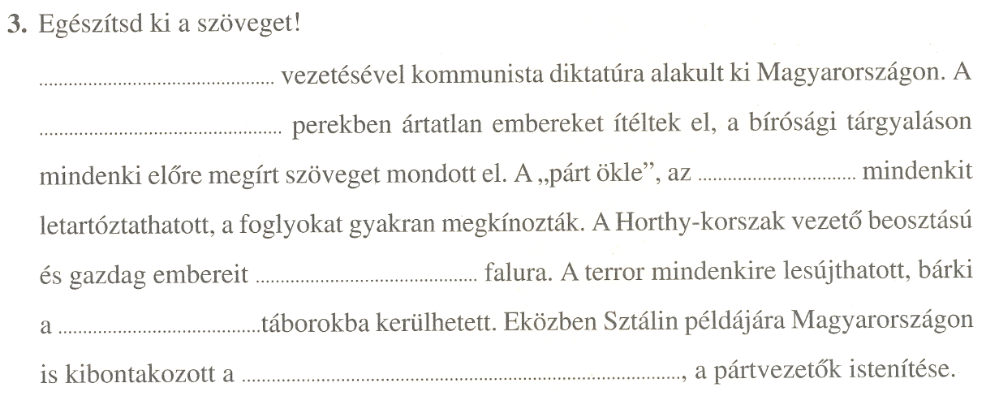 3. Egészítsd ki a szöveget!
........................................ vezetésével kommunista diktatúra alakult ki Magyarországon. A
........................................ perekben ártatlan embereket ítéltek el, a bírósági tárgyaláson
mindenki előre megírt szöveget mondott el. A „párt ökle”, az ............................ mindenkit
letartóztathatott, a foglyokat gyakran megkínozták. A Horthy-korszak vezető beosztású
és gazdag embereit ........................................ falura. A terror mindenkire lesújthatott, bárki
a ....................................táborokba kerülhetett. Eközben Sztálin példájára Magyarországon
is kibontakozott a ................................................................................, a pártvezetők istenítése.